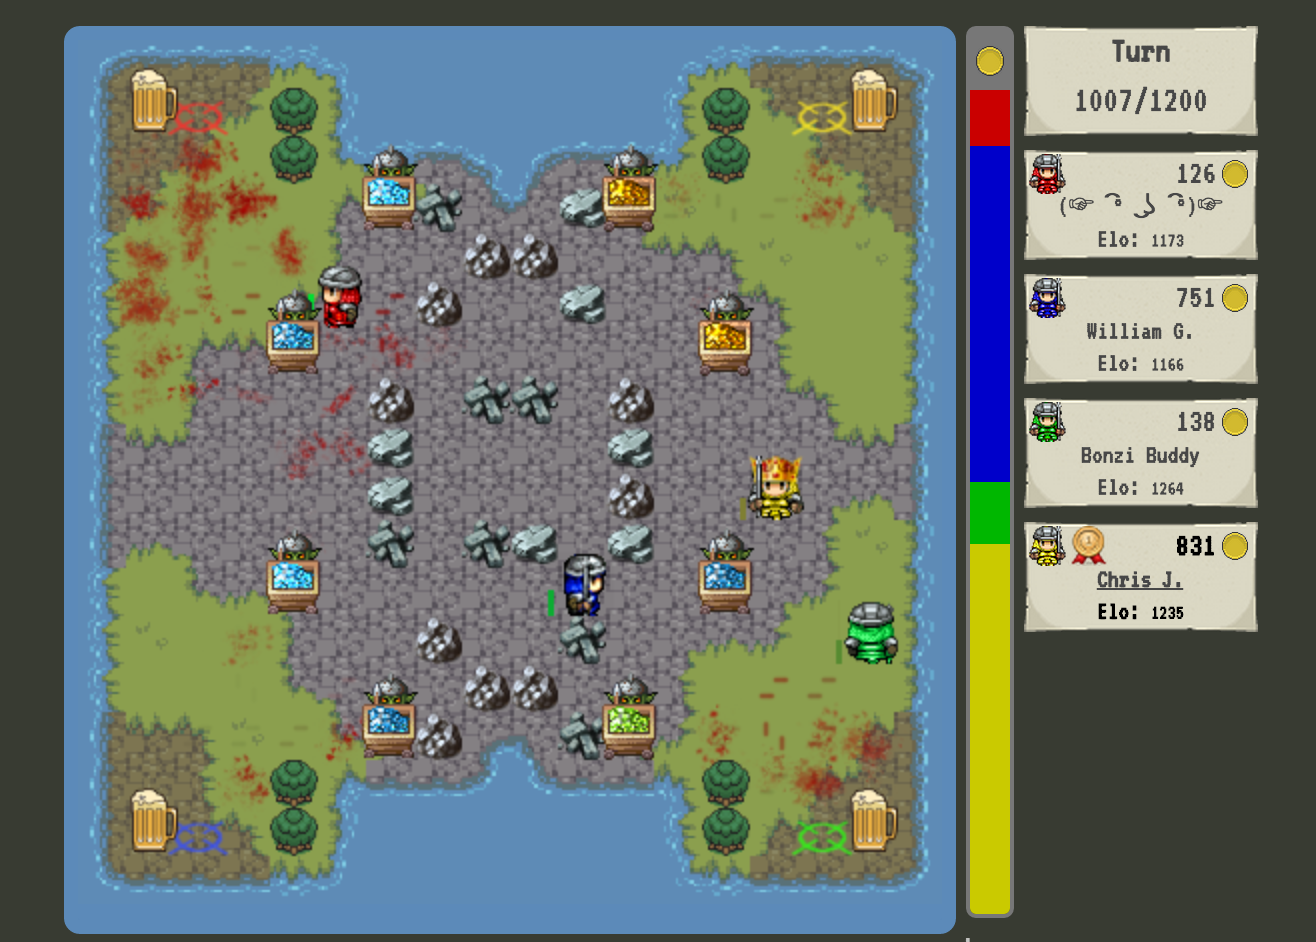 Turn
1007/1200
126
(☞ ͡° ͜ʖ ͡°)☞
Elo: 1173
751
William G.
Elo: 1166
138
Bonzi Buddy
Elo: 1264
1
831
Chris J.
Elo: 1235